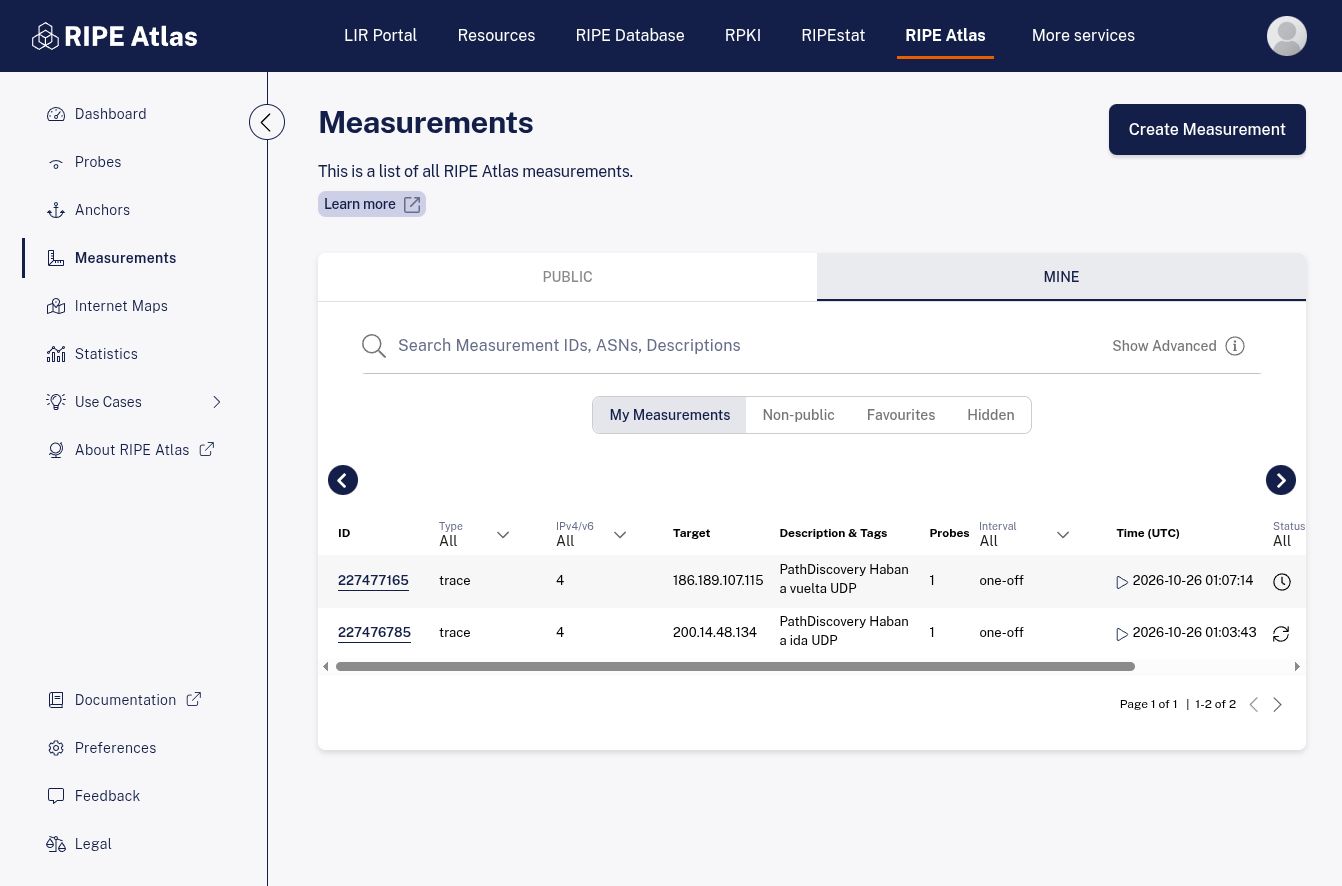 RIPE Atlas
LIR Portal Resources RIPE Database RPKI RIPEstat RIPE Atlas More services
Dashboard
Probes
Anchors
Measurements
Internet Maps
Statistics
Use Cases
About RIPE Atlas
Documentation
Preferences
Feedback
Legal
Measurements
Create Measurement
This is a list of all RIPE Atlas measurements.
Learn more
PUBLIC MINE
Search Measurement IDs, ASNs, Descriptions Show Advanced
My Measurements Non-public Favourites Hidden
ID Type All IPv4/v6 All Target Description & Tags Probes Interval All Time (UTC) Status All
227477165 trace 4 186.189.107.115 PathDiscovery Haban 1 one-off 2026-10-26 01:07:14
a vuelta UDP
227476785 trace 4 200.14.48.134 PathDiscovery Haban 1 one-off 2026-10-26 01:03:43
a ida UDP
Page 1 of 1 | 1-2 of 2